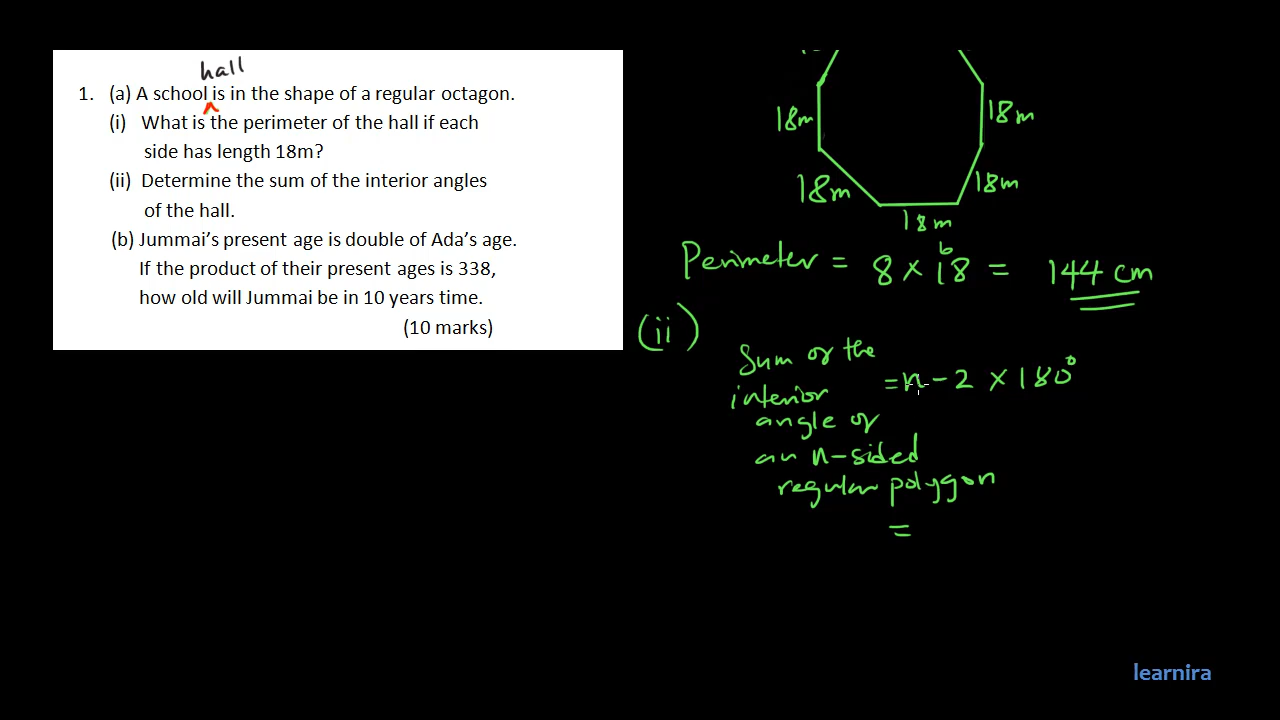 hall
1. (a) A school is in the shape of a regular octagon.
(i) What is the perimeter of the hall if each
side has length 18m?
(ii) Determine the sum of the interior angles
of the hall.
(b) Jummai’s present age is double of Ada’s age.
If the product of their present ages is 338,
how old will Jummai be in 10 years time.
(10 marks)
18m
18m
18m
18m
18m
6
Perimeter = 8 × 18 = 144 cm
(ii)
Sum of the
interior = n - 2 × 180°
angle of
an n-sided
regular polygon
=
learnira